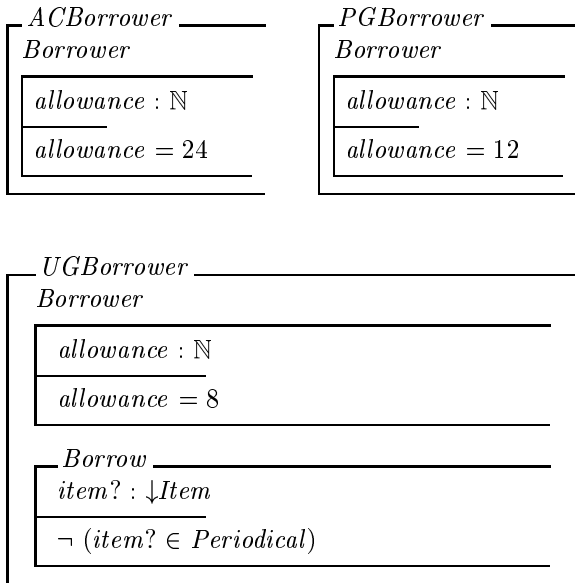 ACBorrower
Borrower
allowance : ℕ
allowance = 24
PGBorrower
Borrower
allowance : ℕ
allowance = 12
UGBorrower
Borrower
allowance : ℕ
allowance = 8
Borrow
item? : ↓Item
¬ (item? ∈ Periodical)